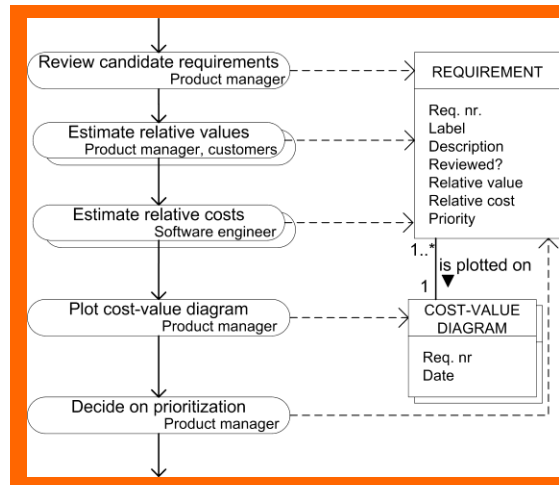 Review candidate requirements
Product manager
Estimate relative values
Product manager, customers
Estimate relative costs
Software engineer
Plot cost-value diagram
Product manager
Decide on prioritization
Product manager
REQUIREMENT
Req. nr.
Label
Description
Reviewed?
Relative value
Relative cost
Priority
1..*
is plotted on
1
COST-VALUE
DIAGRAM
Req. nr
Date